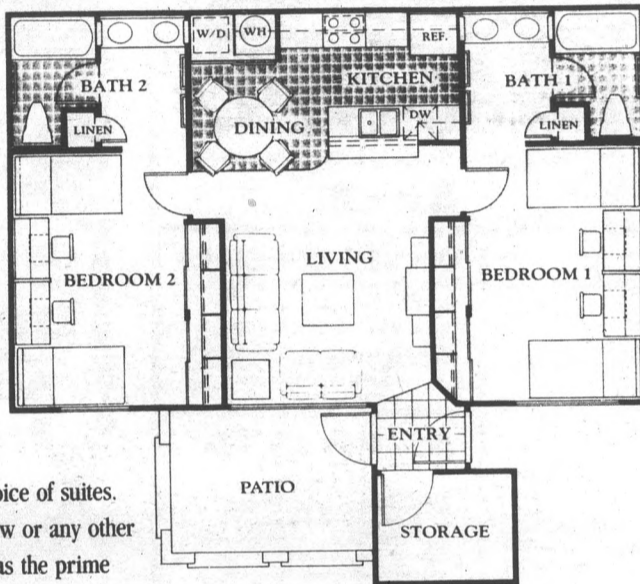 W/D
WH
REF.
BATH 2
KITCHEN
BATH 1
LINEN
DINING
DW
LINEN
LIVING
BEDROOM 2
BEDROOM 1
ENTRY
PATIO
STORAGE
oice of suites.
w or any other
as the prime